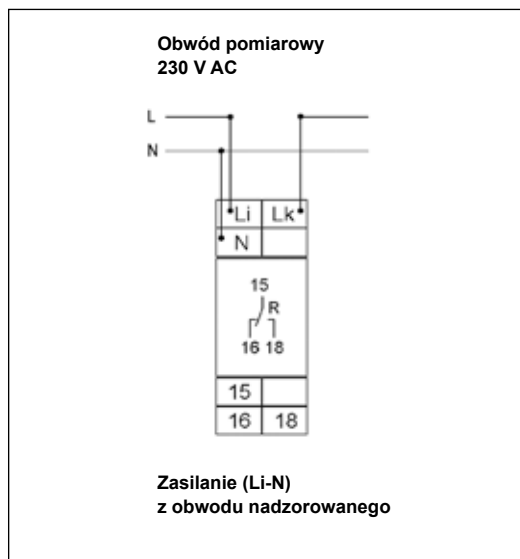 Obwód pomiarowy
230 V AC
L
N
Li Lk
N
15
R
16 18
15
16 18
Zasilanie (Li-N)
z obwodu nadzorowanego